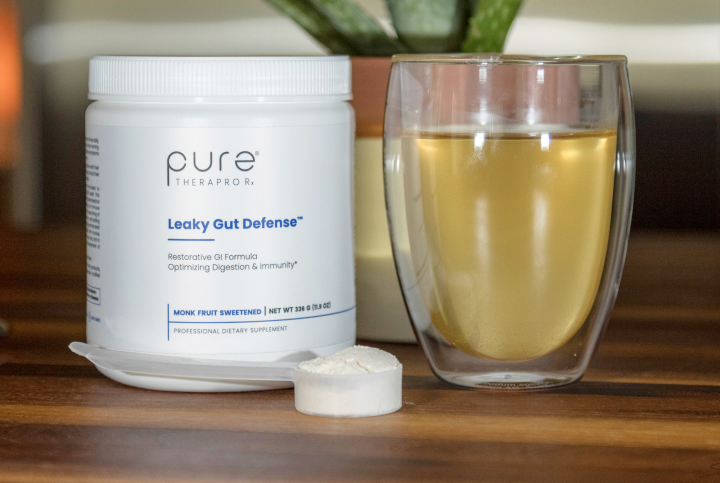 pure®
THERAPRO Rx
Leaky Gut Defense™
Restorative GI Formula
Optimizing Digestion & Immunity*
MONK FRUIT SWEETENED | NET WT 336 G (11.9 OZ)
PROFESSIONAL DIETARY SUPPLEMENT